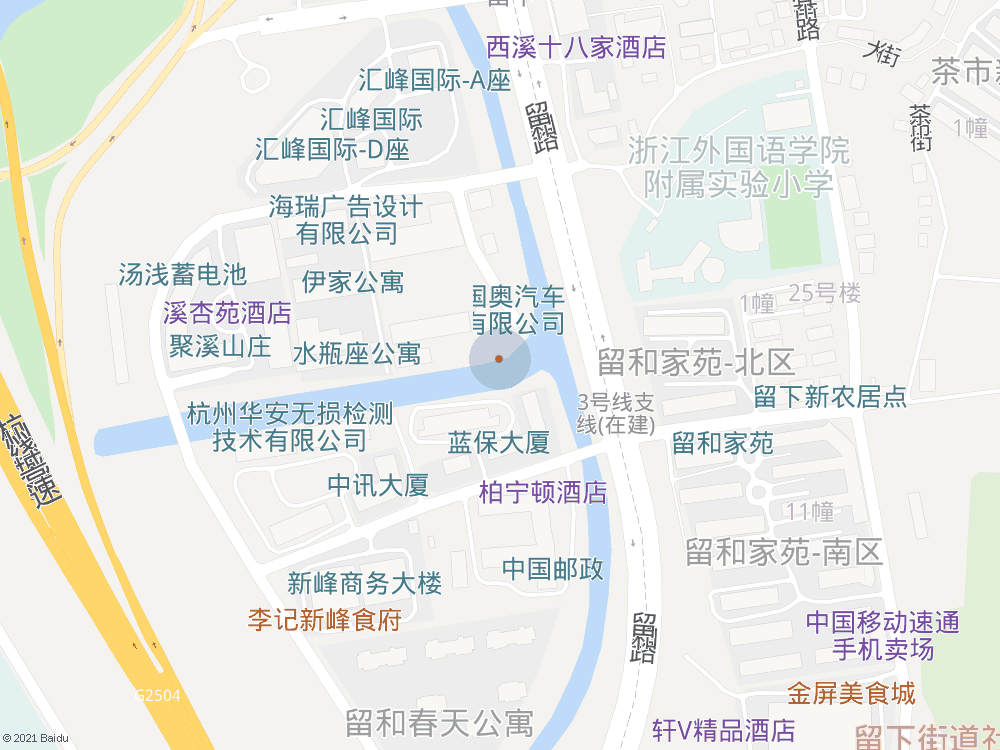 西溪十八家酒店
大街
汇峰国际-A座
茶市
汇峰国际
留和路
茶市街
1幢
汇峰国际-D座
浙江外国语学院
附属实验小学
海瑞广告设计
有限公司
汤浅蓄电池
伊家公寓
国奥汽车
有限公司
1幢
25号楼
溪杏苑酒店
聚溪山庄
水瓶座公寓
留和家苑-北区
3号线支
线(在建)
留下新农居点
杭州华安无损检测
技术有限公司
蓝保大厦
留和家苑
杭绕高速
中讯大厦
柏宁顿酒店
11幢
留和家苑-南区
新峰商务大楼
中国邮政
李记新峰食府
留和路
中国移动速通
手机卖场
G2504
金屏美食城
留和春天公寓
轩V精品酒店
留下街道社
© 2021 Baidu